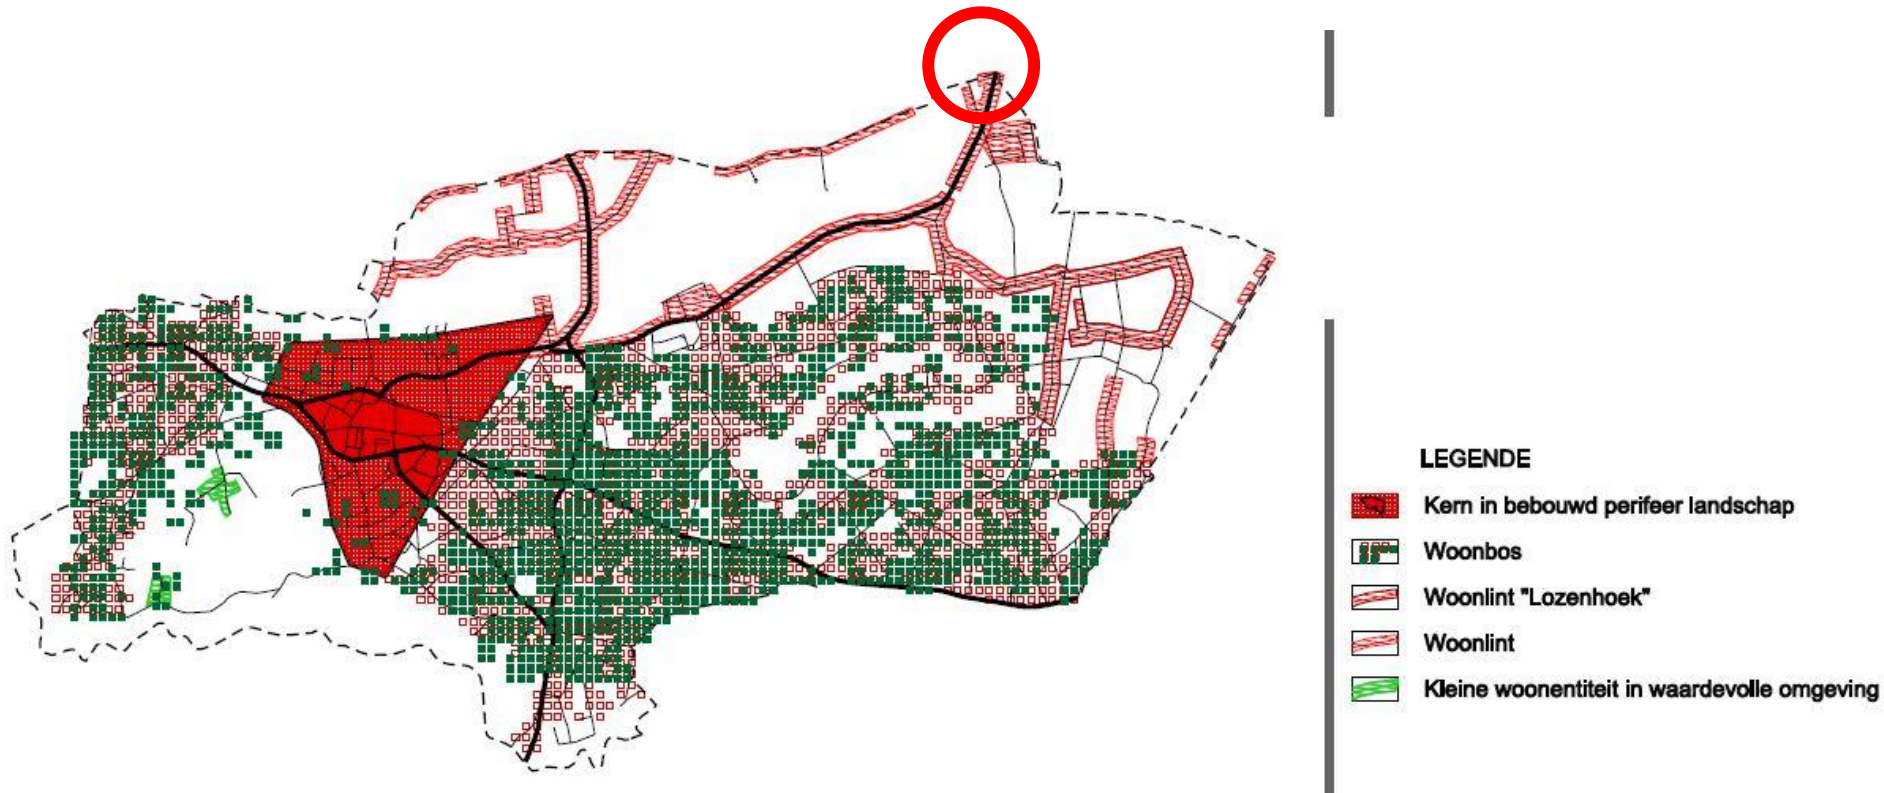 LEGENDE
Kern in bebouwd perifeer landschap
Woonbos
Woonlint "Lozenhoek"
Woonlint
Kleine woonentiteit in waardevolle omgeving